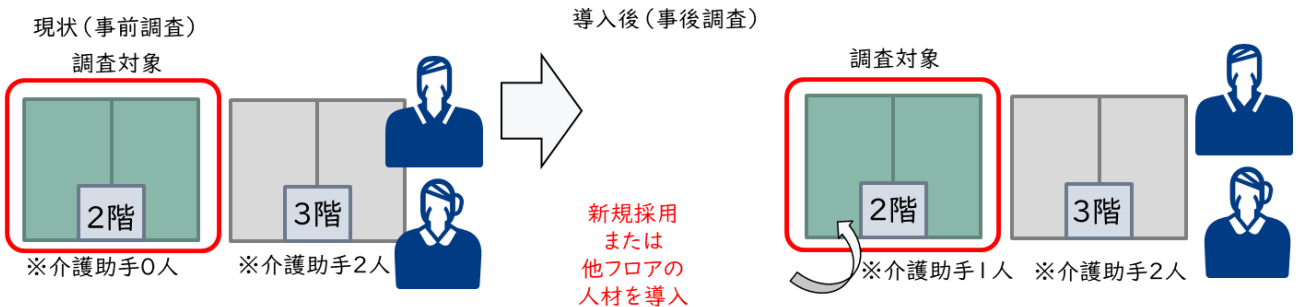 現状（事前調査）
調査対象
2階
※介護助手0人
3階
※介護助手2人
新規採用
または
他フロアの
人材を導入
導入後（事後調査）
調査対象
2階
※介護助手1人
3階
※介護助手2人